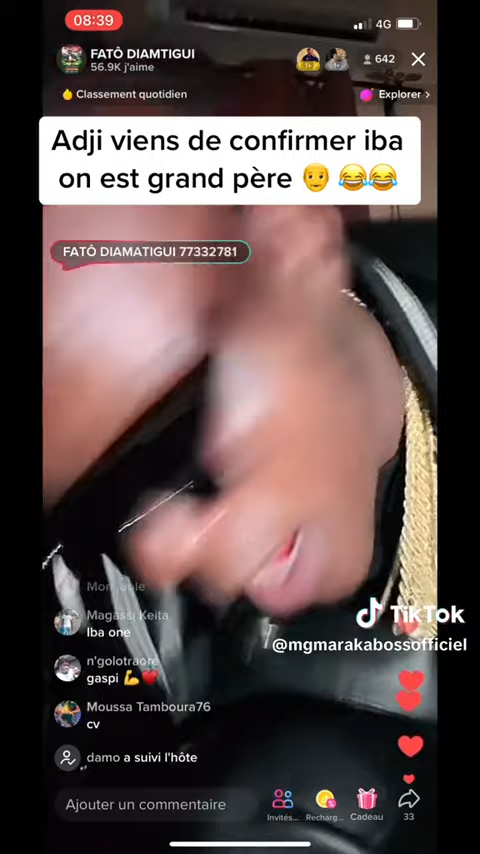 08:39
4G
FATÔ DIAMTIGUI
56.9K j'aime
642
Classement quotidien
Explorer >
Adji viens de confirmer iba
on est grand père 👨 😂😂
FATÔ DIAMATIGUI 77332781
Magassi Keita
Iba one
n'golotraore
gaspi 💪❤️
Moussa Tamboura76
cv
damo a suivi l'hôte
TikTok
@mgmarakabossofficiel
Ajouter un commentaire
Invités...
Recharg...
Cadeau
33